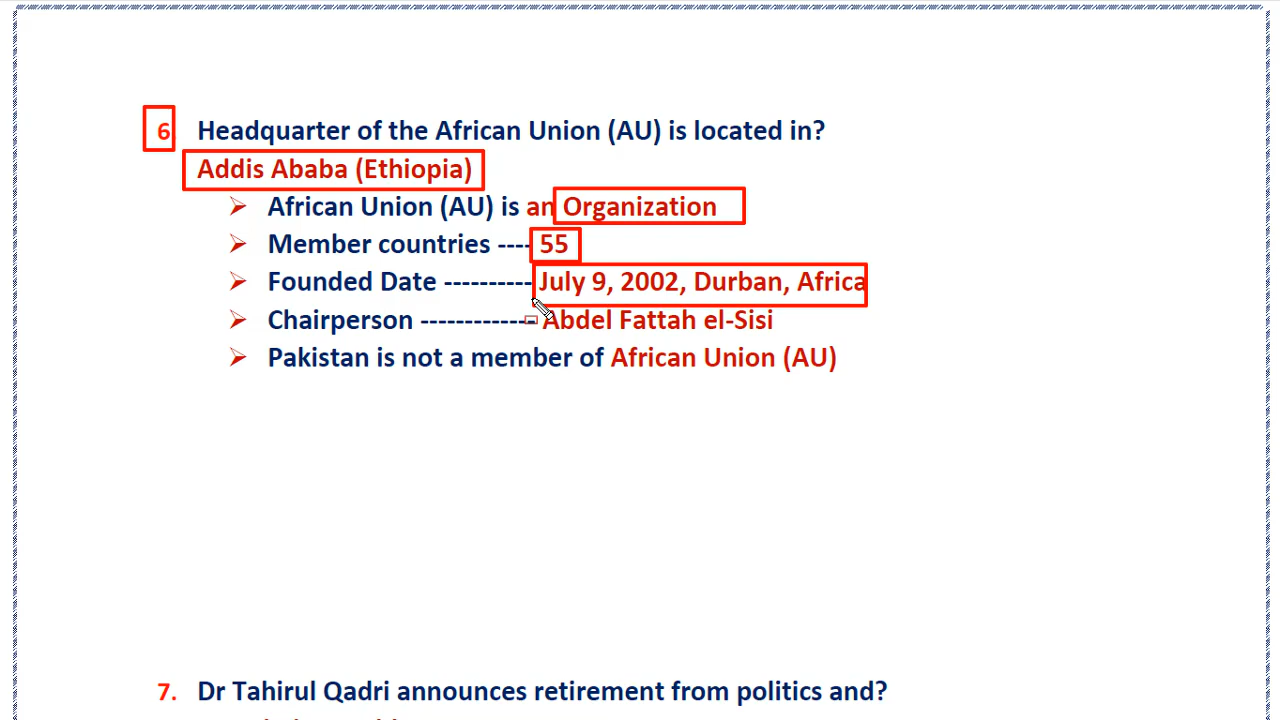 6 Headquarter of the African Union (AU) is located in?
Addis Ababa (Ethiopia)
➢ African Union (AU) is an Organization
➢ Member countries ---- 55
➢ Founded Date ---------- July 9, 2002, Durban, Africa
➢ Chairperson ------------- Abdel Fattah el-Sisi
➢ Pakistan is not a member of African Union (AU)
7. Dr Tahirul Qadri announces retirement from politics and?